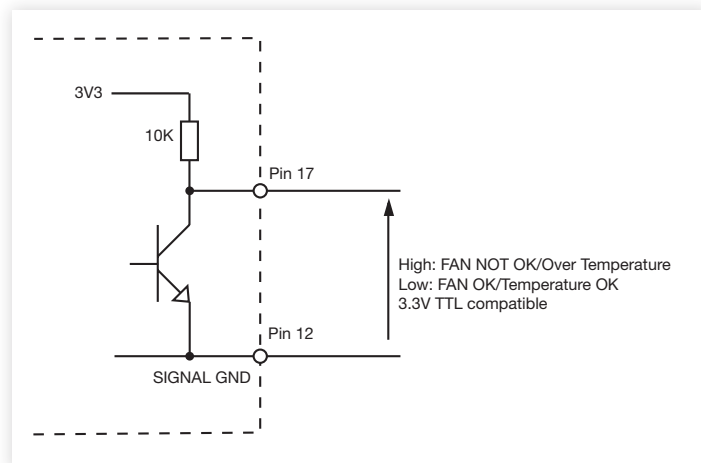 3V3
10K
Pin 17
High: FAN NOT OK/Over Temperature
Low: FAN OK/Temperature OK
3.3V TTL compatible
Pin 12
SIGNAL GND